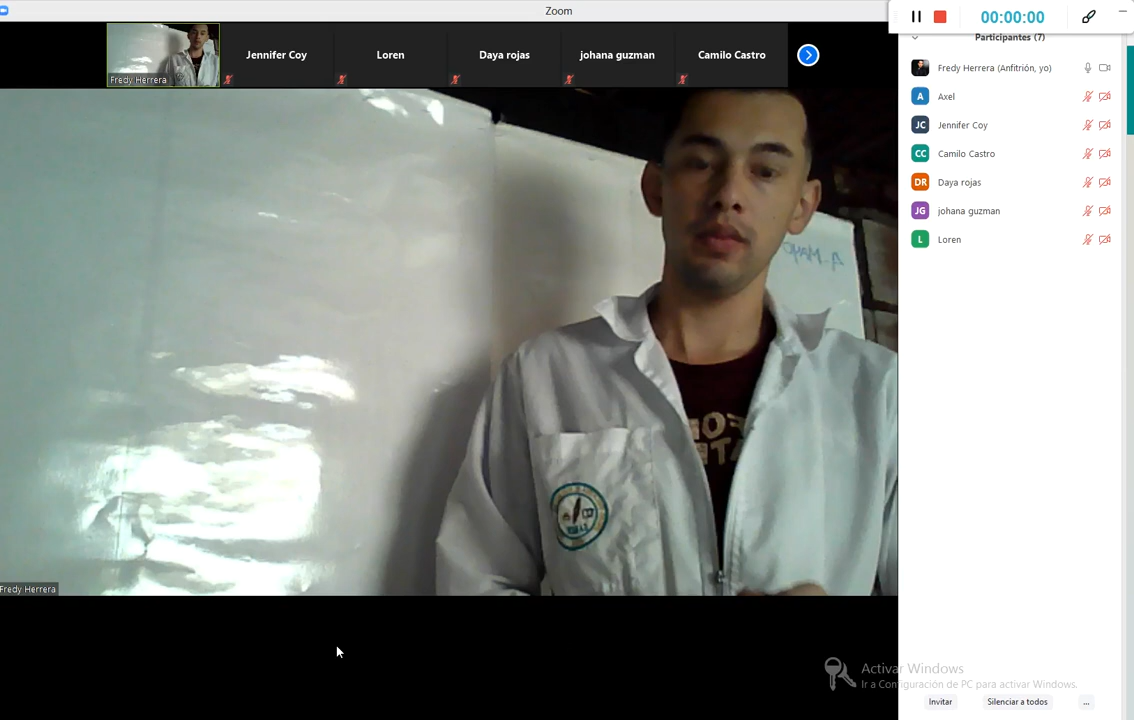 Zoom
00:00:00
Fredy Herrera
Jennifer Coy
Loren
Daya rojas
johana guzman
Camilo Castro
Participantes (7)
Fredy Herrera (Anfitrión, yo)
A Axel
JC Jennifer Coy
CC Camilo Castro
DR Daya rojas
JG johana guzman
L Loren
Fredy Herrera
Activar Windows
Ir a Configuración de PC para activar Windows.
Invitar
Silenciar a todos
...